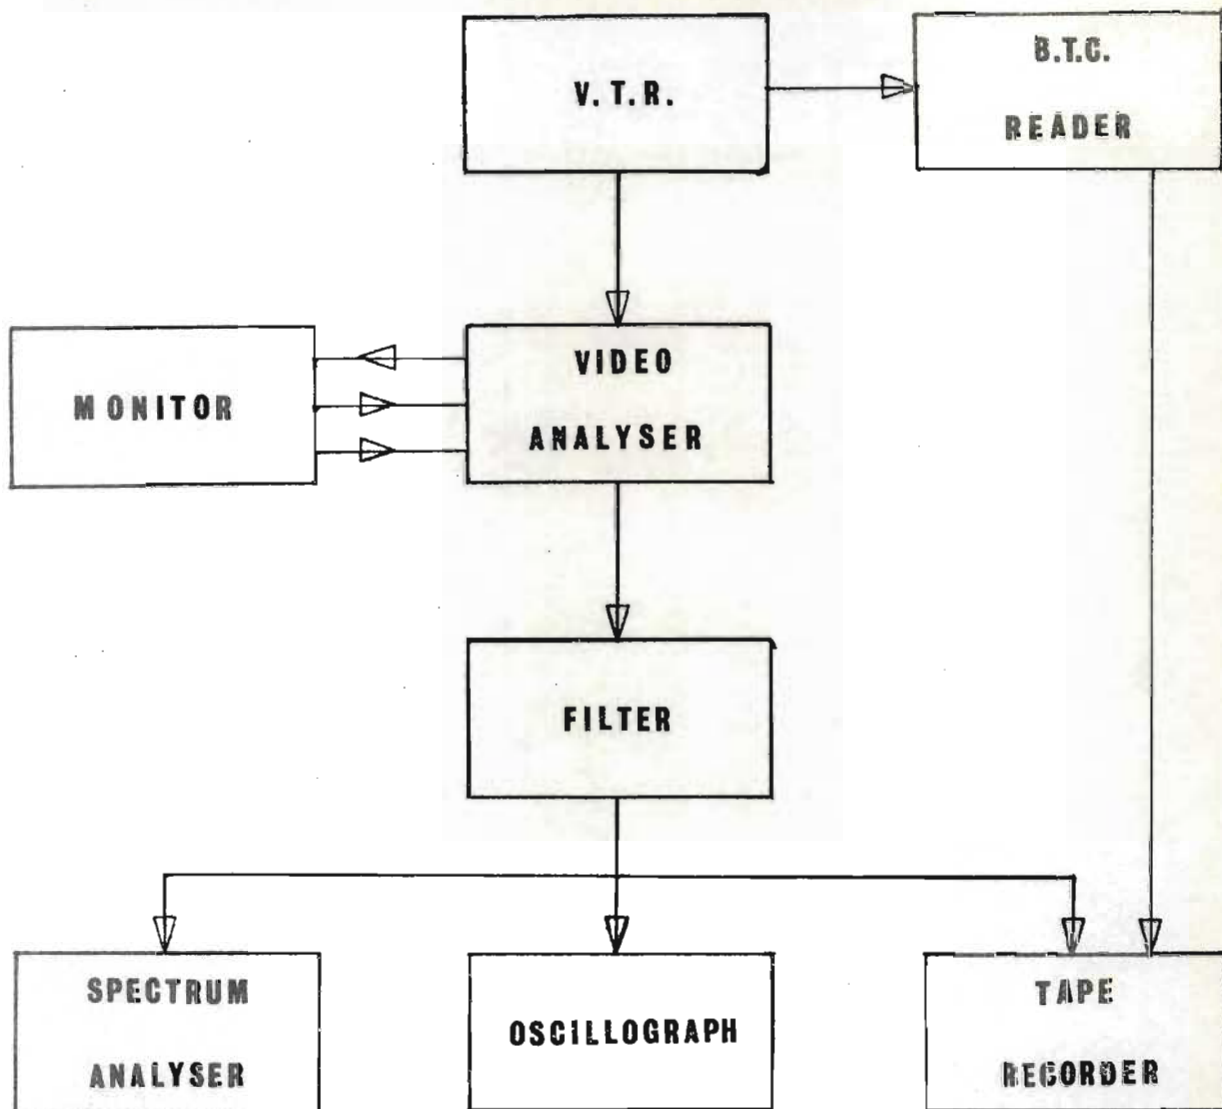 V.T.R.
B.T.C.
READER
MONITOR
VIDEO
ANALYSER
FILTER
SPECTRUM
ANALYSER
OSCILLOGRAPH
TAPE
RECORDER